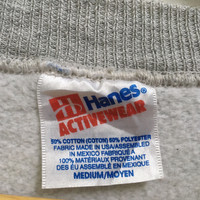 Hanes®
ACTIVEWEAR
50% COTTON (COTON) 50% POLYESTER
FABRIC MADE IN USA/ASSEMBLED
IN MEXICO FABRIQUÉ À
100% MATÉRIAUX PROVENANT
DES ÉU ASSEMBLÉ EN MEXIQUE
MEDIUM/MOYEN